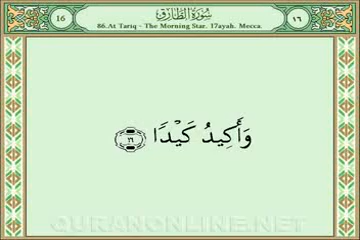 16 سُورَةُ الطَّارِقِ ١٦
86.At Tariq - The Morning Star. 17ayah. Mecca.
وَأَكِيدُ كَيْدًا ١٦
QURANONLINE.NET